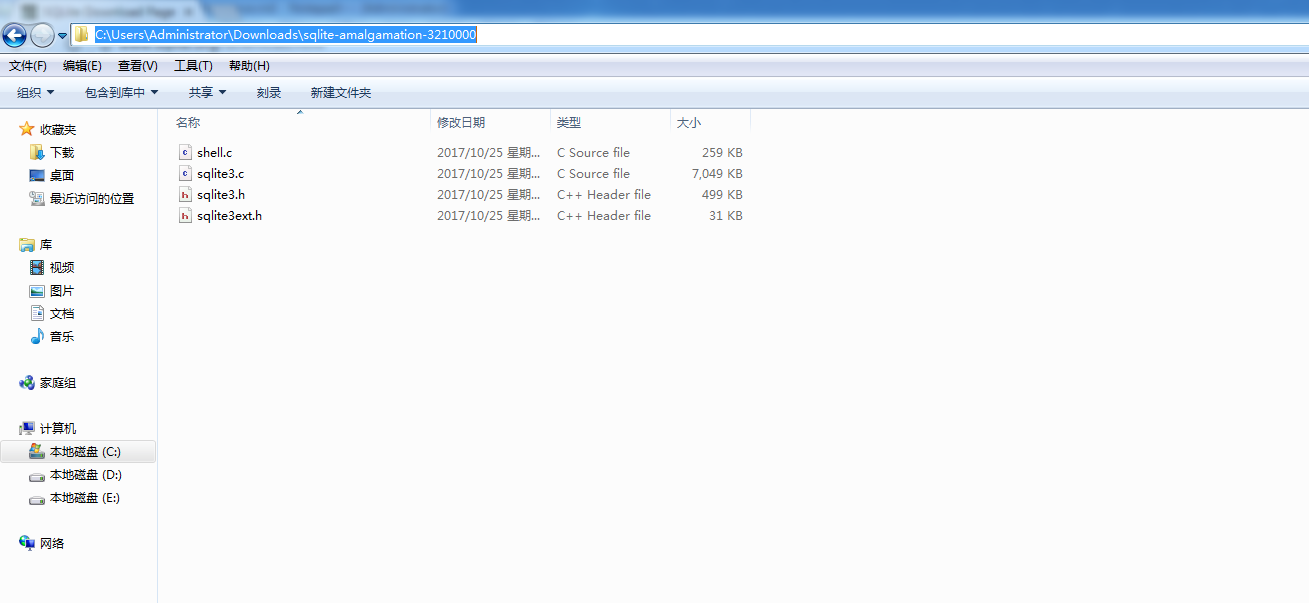 C:\Users\Administrator\Downloads\sqlite-amalgamation-3210000
文件(F) 编辑(E) 查看(V) 工具(T) 帮助(H)
组织 包含到库中 共享 刻录 新建文件夹
收藏夹
下载
桌面
最近访问的位置
库
视频
图片
文档
音乐
家庭组
计算机
本地磁盘 (C:)
本地磁盘 (D:)
本地磁盘 (E:)
网络
名称 修改日期 类型 大小
shell.c 2017/10/25 星期... C Source file 259 KB
sqlite3.c 2017/10/25 星期... C Source file 7,049 KB
sqlite3.h 2017/10/25 星期... C++ Header file 499 KB
sqlite3ext.h 2017/10/25 星期... C++ Header file 31 KB